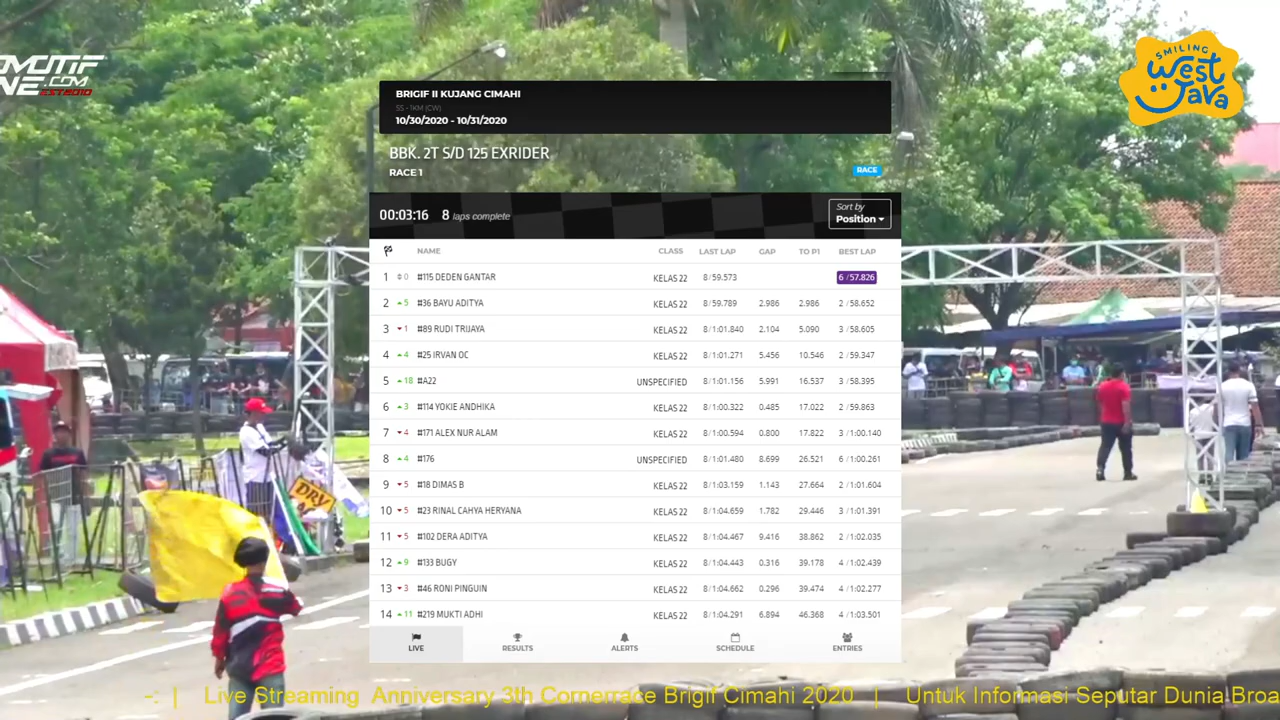 SMILING
West
Java
.COM
BRIGIF II KUJANG CIMAHI
SS - 1KM (CW)
10/30/2020 - 10/31/2020
BBK. 2T S/D 125 EXRIDER
RACE 1
RACE
00:03:16 8 laps complete
Sort by
Position
NAME CLASS LAST LAP GAP TO P1 BEST LAP
1 0 #115 DEDEN GANTAR KELAS 22 8/59.573 6/57.826
2 5 #36 BAYU ADITYA KELAS 22 8/59.789 2.986 2.986 2/58.652
3 1 #89 RUDI TRIJAYA KELAS 22 8/1:01.840 2.104 5.090 3/58.605
4 4 #25 IRVAN OC KELAS 22 8/1:01.271 5.456 10.546 2/59.347
5 18 #A22 UNSPECIFIED 8/1:01.156 5.991 16.537 3/58.395
6 3 #114 YOKIE ANDHIKA KELAS 22 8/1:00.322 0.485 17.022 2/59.863
7 4 #171 ALEX NUR ALAM KELAS 22 8/1:00.594 0.800 17.822 3/1:00.140
8 4 #176 UNSPECIFIED 8/1:01.480 8.699 26.521 6/1:00.261
9 5 #18 DIMAS B KELAS 22 8/1:03.159 1.143 27.664 2/1:01.604
10 5 #23 RINAL CAHYA HERYANA KELAS 22 8/1:04.659 1.782 29.446 3/1:01.391
11 5 #102 DERA ADITYA KELAS 22 8/1:04.467 9.416 38.862 2/1:02.035
12 9 #133 BUGY KELAS 22 8/1:04.443 0.316 39.178 4/1:02.439
13 3 #46 RONI PINGUIN KELAS 22 8/1:04.662 0.296 39.474 4/1:02.277
14 11 #219 MUKTI ADHI KELAS 22 8/1:04.291 6.894 46.368 4/1:03.501
LIVE RESULTS ALERTS SCHEDULE ENTRIES
DRY
-: | Live Streaming Anniversary 3th Cornerrace Brigif Cimahi 2020 | Untuk Informasi Seputar Dunia Broa